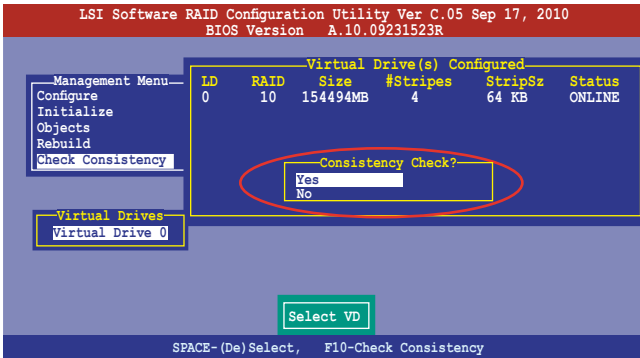 LSI Software RAID Configuration Utility Ver C.05 Sep 17, 2010
BIOS Version A.10.09231523R
Virtual Drive(s) Configured
LD RAID Size #Stripes StripSz Status
0 10 154494MB 4 64 KB ONLINE
Management Menu
Configure
Initialize
Objects
Rebuild
Check Consistency
Consistency Check?
Yes
No
Virtual Drives
Virtual Drive 0
Select VD
SPACE-(De)Select, F10-Check Consistency